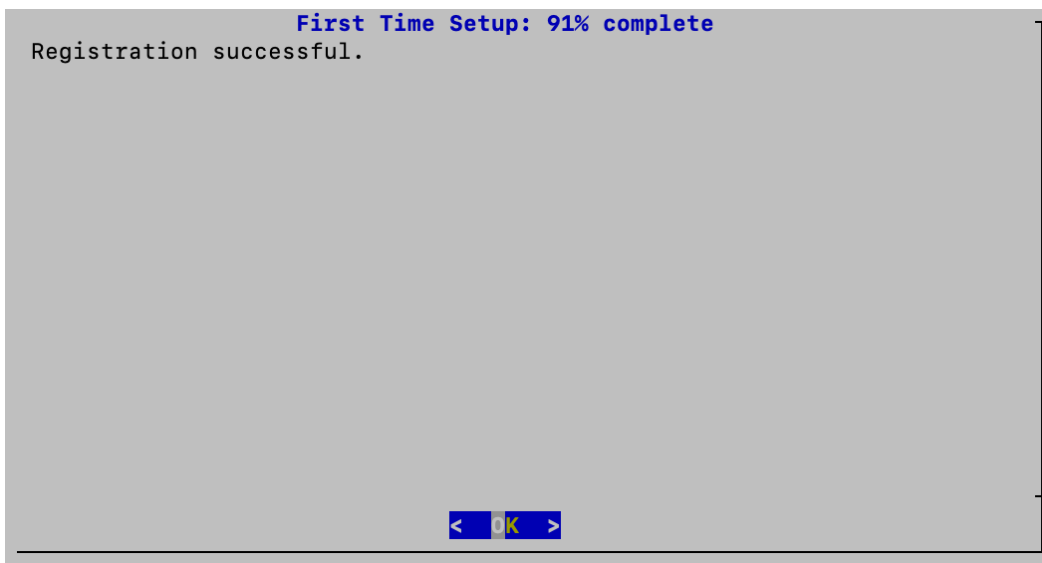 First Time Setup: 91% complete
Registration successful.
<  OK  >